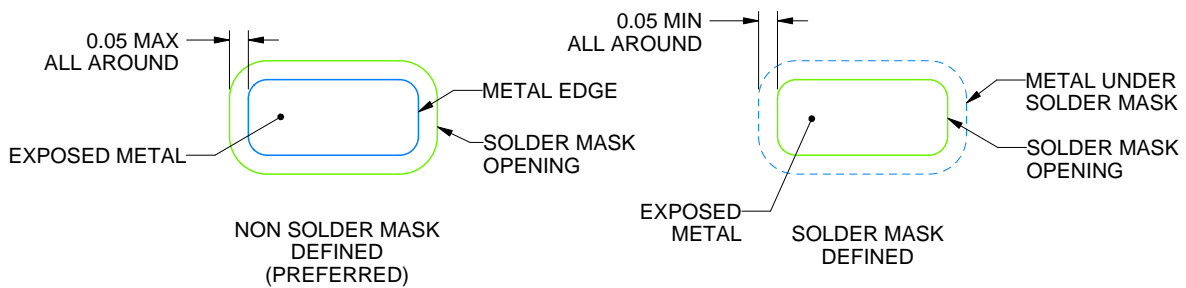 0.05 MAX
ALL AROUND
METAL EDGE
EXPOSED METAL
SOLDER MASK
OPENING
NON SOLDER MASK
DEFINED
(PREFERRED)
0.05 MIN
ALL AROUND
METAL UNDER
SOLDER MASK
SOLDER MASK
OPENING
EXPOSED
METAL
SOLDER MASK
DEFINED